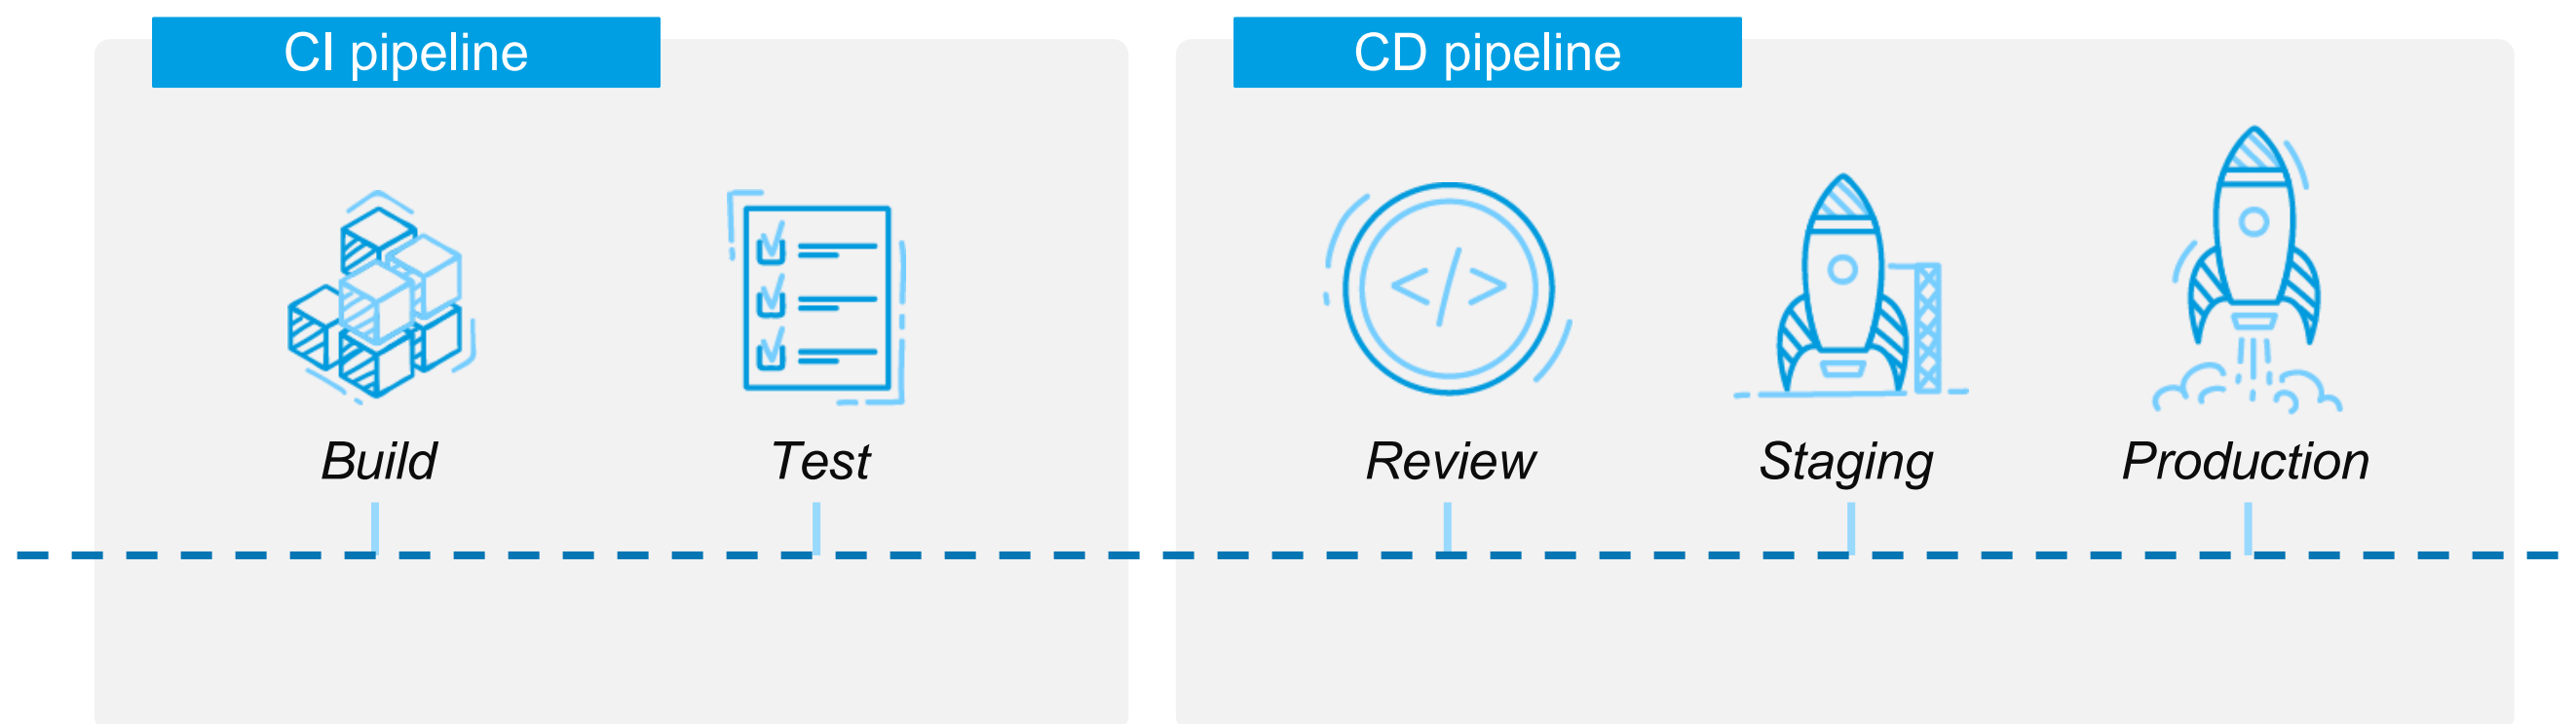 CI pipeline
CD pipeline
</>
Build
Test
Review
Staging
Production